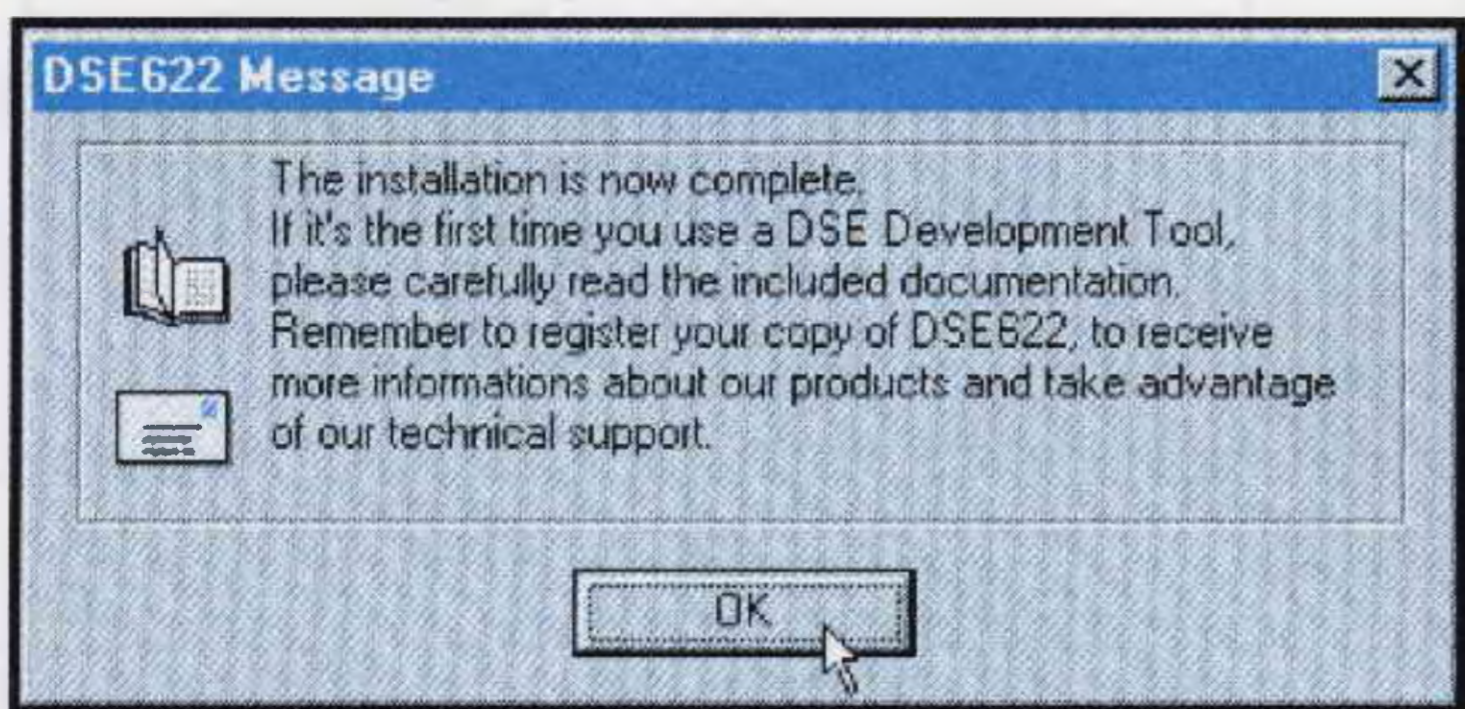 DSE622 Message
The installation is now complete.
If it's the first time you use a DSE Development Tool,
please carefully read the included documentation.
Remember to register your copy of DSE622, to receive
more informations about our products and take advantage
of our technical support.
OK